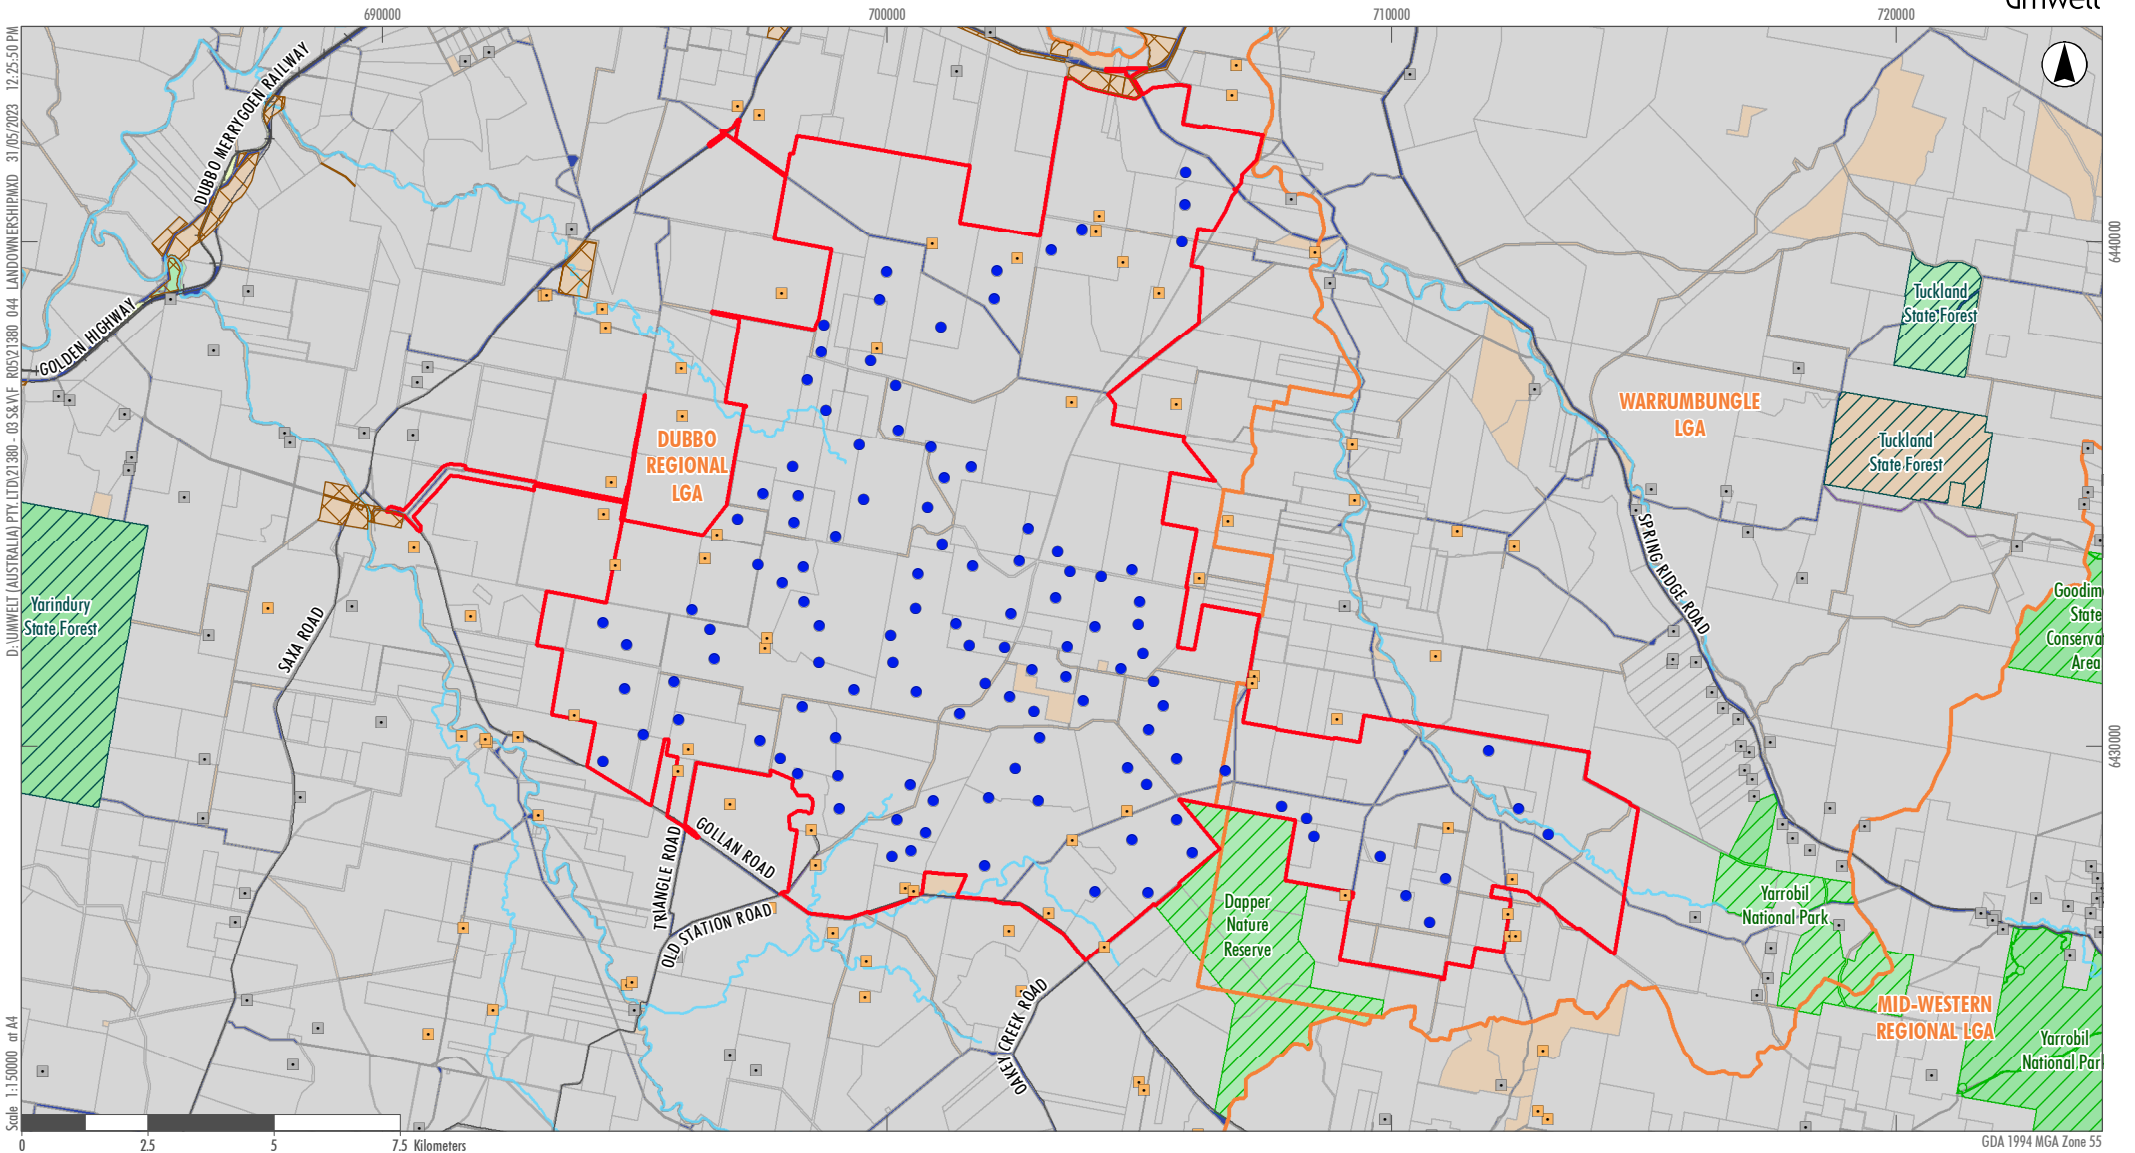 690000
700000
710000
720000
D:\UMWELT (AUSTRALIA) PTY. LTD\21380 - 03 S&V\F_R05\21380_044_LANDOWNERSHIP.MXD 31/05/2023 12:25:50 PM
DUBBO MERRYGOEN RAILWAY
GOLDEN HIGHWAY
6440000
Tuckland
State Forest
WARRUMBUNGLE
LGA
DUBBO
REGIONAL
LGA
Tuckland
State Forest
Yarindury
State Forest
SAXA ROAD
SPRING RIDGE ROAD
Goodim
State
Conserva
Area
6430000
TRIANGLE ROAD
GOLLAN ROAD
OLD STATION ROAD
Dapper
Nature
Reserve
Yarrobil
National Park
OAKEY CREEK ROAD
MID-WESTERN
REGIONAL LGA
Yarrobil
National Par
Scale 1:150000 at A4
0 2.5 5 7.5 Kilometers
GDA 1994 MGA Zone 55